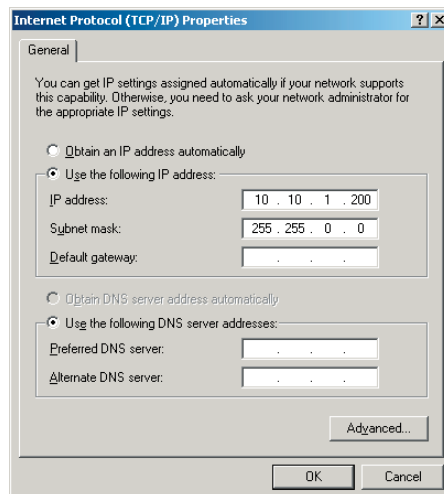 Internet Protocol (TCP/IP) Properties
General
You can get IP settings assigned automatically if your network supports
this capability. Otherwise, you need to ask your network administrator for
the appropriate IP settings.
Obtain an IP address automatically
Use the following IP address:
IP address: 10 . 10 . 1 . 200
Subnet mask: 255 . 255 . 0 . 0
Default gateway: . . .
Obtain DNS server address automatically
Use the following DNS server addresses:
Preferred DNS server: . . .
Alternate DNS server: . . .
Advanced...
OK Cancel